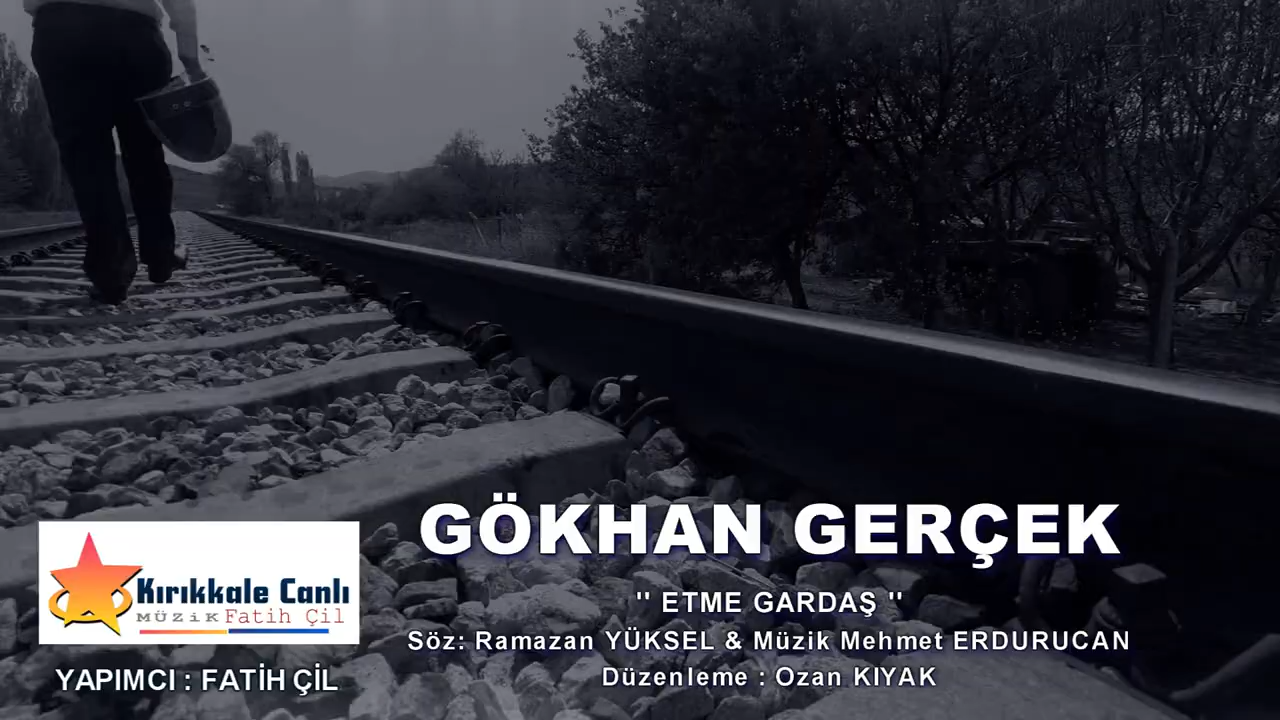 GÖKHAN GERÇEK
'' ETME GARDAŞ ''
Söz: Ramazan YÜKSEL & Müzik Mehmet ERDURUCAN
Düzenleme : Ozan KIYAK
Kırıkkale Canlı
MÜZİK Fatih Çil
YAPIMCI : FATİH ÇİL